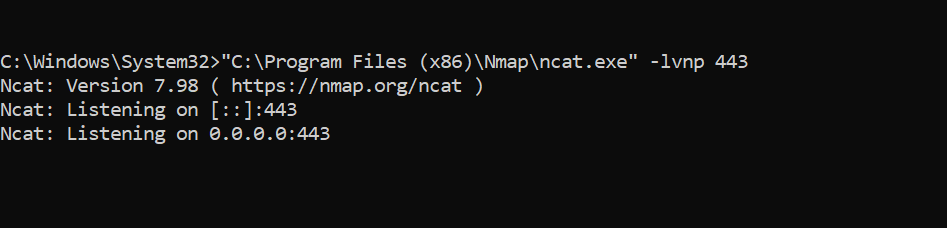 C:\Windows\System32>"C:\Program Files (x86)\Nmap\ncat.exe" -lvnp 443
Ncat: Version 7.98 ( https://nmap.org/ncat )
Ncat: Listening on [::]:443
Ncat: Listening on 0.0.0.0:443